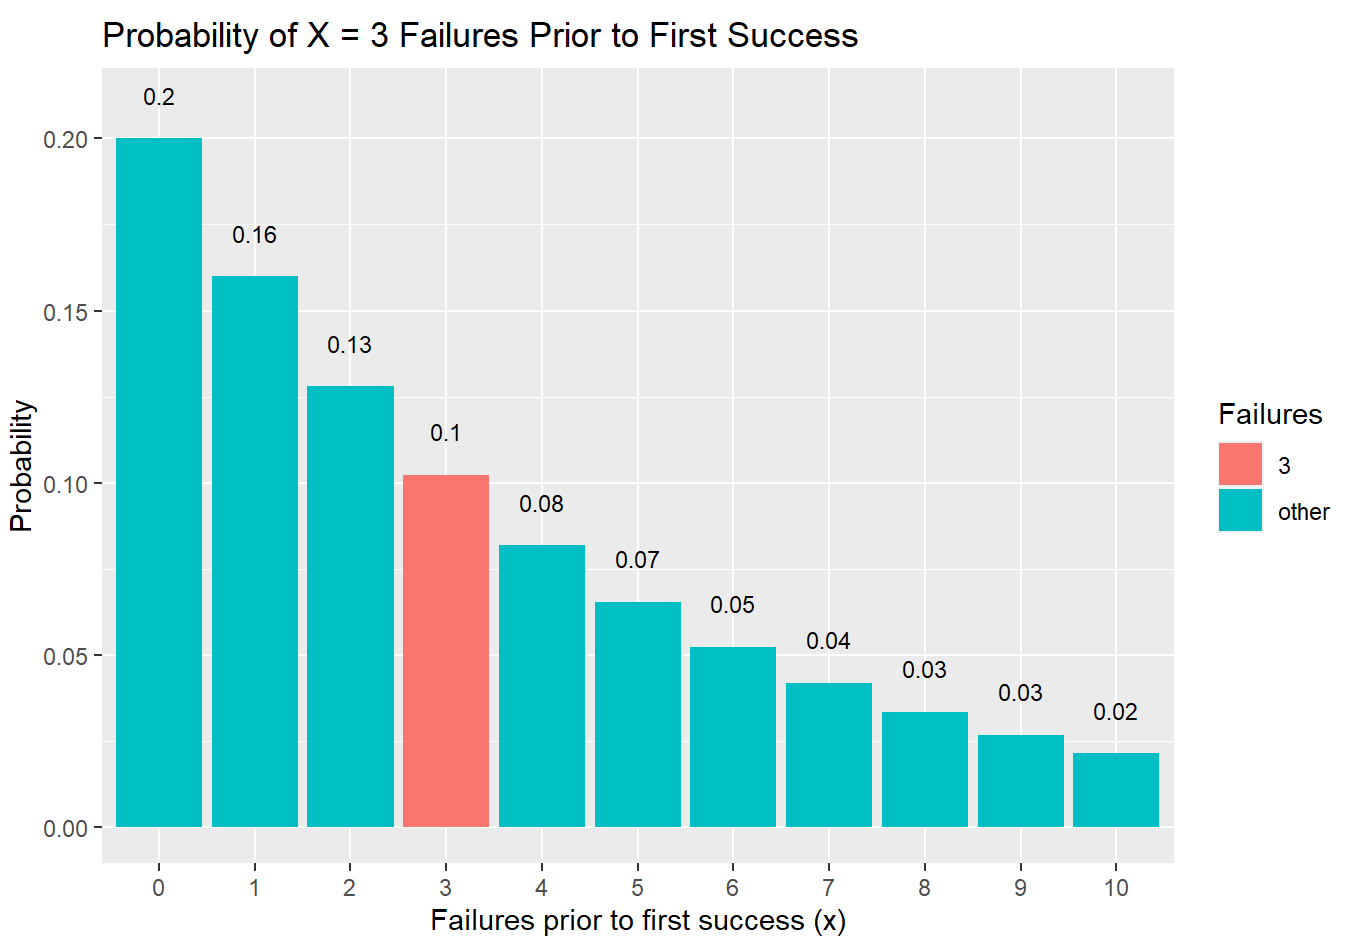 Probability of X = 3 Failures Prior to First Success
0.2
0.16
0.13
0.1
0.08
0.07
0.05
0.04
0.03
0.03
0.02
0.20
0.15
0.10
0.05
0.00
Probability
0 1 2 3 4 5 6 7 8 9 10
Failures prior to first success (x)
Failures
3
other